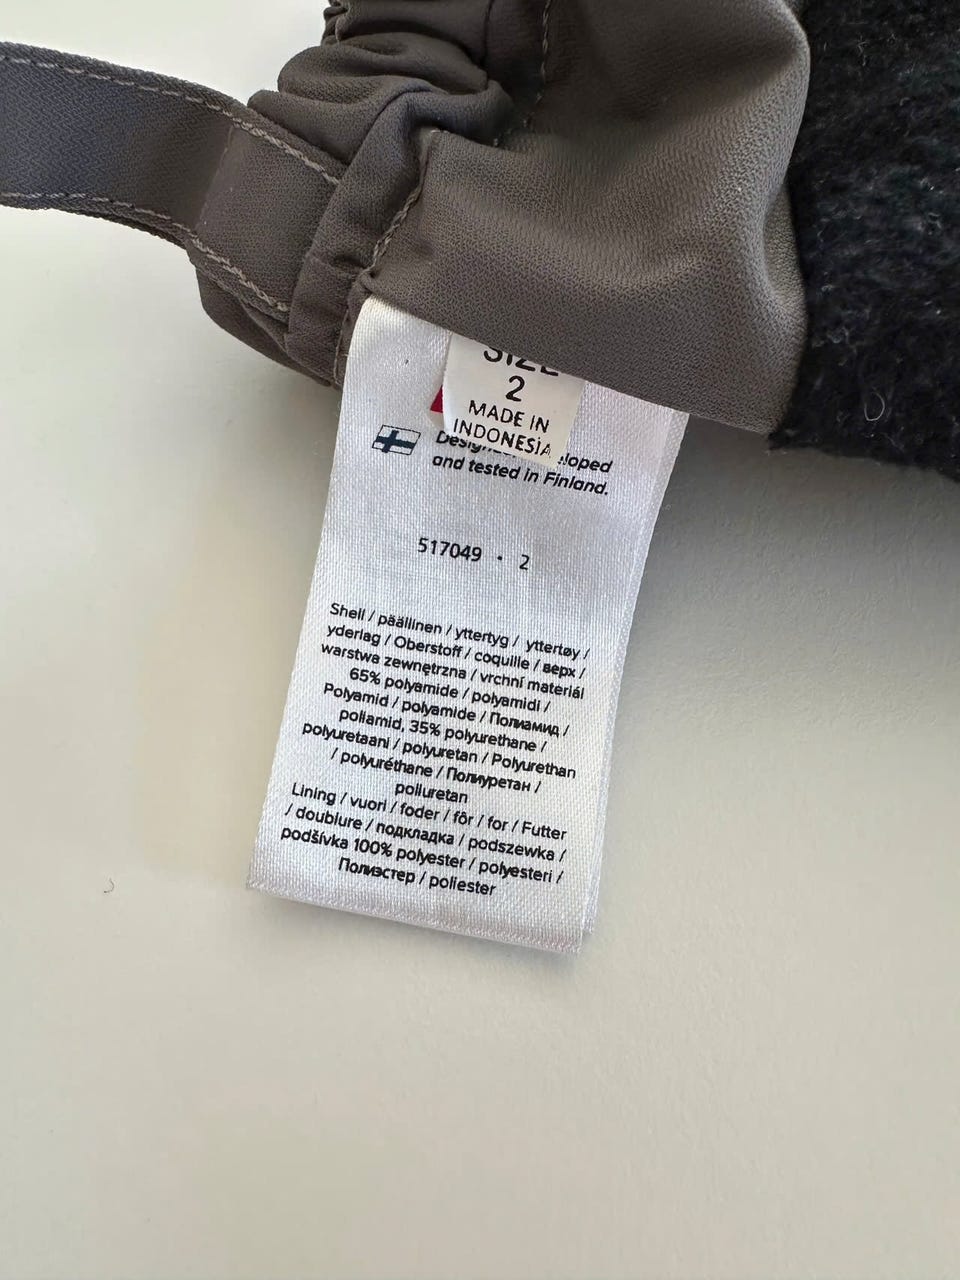 SIZE
2
MADE IN
INDONESIA
and tested in Finland.
517049 · 2
Shell / päällinen / yttertyg / yttertøy /
yderlag / Oberstoff / coquille / верх /
warstwa zewnętrzna / vrchní materiál
65% polyamide / polyamidi /
Polyamid / polyamide / Полиамид /
poliamid, 35% polyurethane /
polyuretaani / polyuretan / Polyurethan
/ polyuréthane / Полиуретан /
poliuretan
Lining / vuori / foder / fôr / for / Futter
/ doublure / подкладка / podszewka /
podšívka 100% polyester / polyesteri /
Полиэстер / poliester